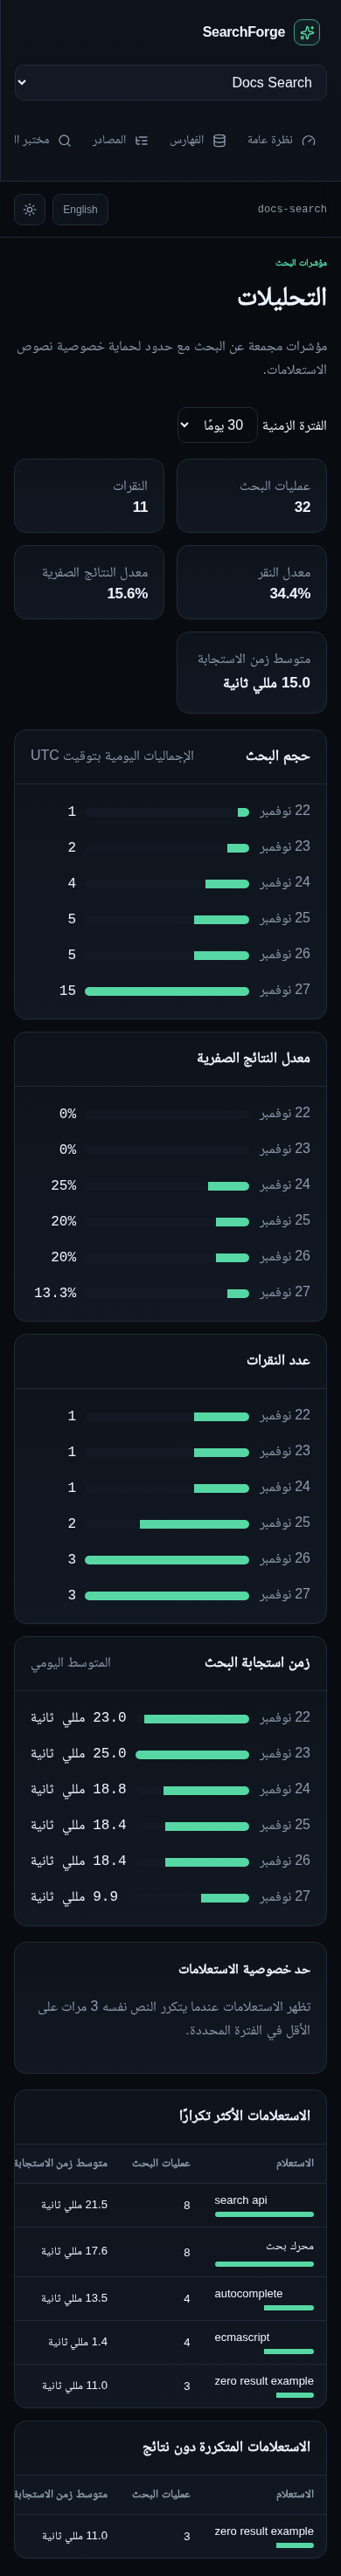 SearchForge
Docs Search
نظرة عامة
الفهارس
المصادر
مختبر ا
docs-search
English
مؤشرات البحث
التحليلات
مؤشرات مجمعة عن البحث مع حدود لحماية خصوصية نصوص
الاستعلامات.
الفترة الزمنية 30 يومًا
عمليات البحث
32
النقرات
11
معدل النقر
34.4%
معدل النتائج الصفرية
15.6%
متوسط زمن الاستجابة
15.0 مللي ثانية
حجم البحث
الإجماليات اليومية بتوقيت UTC
22 نوفمبر 1
23 نوفمبر 2
24 نوفمبر 4
25 نوفمبر 5
26 نوفمبر 5
27 نوفمبر 15
معدل النتائج الصفرية
22 نوفمبر 0%
23 نوفمبر 0%
24 نوفمبر 25%
25 نوفمبر 20%
26 نوفمبر 20%
27 نوفمبر 13.3%
عدد النقرات
22 نوفمبر 1
23 نوفمبر 1
24 نوفمبر 1
25 نوفمبر 2
26 نوفمبر 3
27 نوفمبر 3
زمن استجابة البحث
المتوسط اليومي
22 نوفمبر 23.0 مللي ثانية
23 نوفمبر 25.0 مللي ثانية
24 نوفمبر 18.8 مللي ثانية
25 نوفمبر 18.4 مللي ثانية
26 نوفمبر 18.4 مللي ثانية
27 نوفمبر 9.9 مللي ثانية
حد خصوصية الاستعلامات
تظهر الاستعلامات عندما يتكرر النص نفسه 3 مرات على
الأقل في الفترة المحددة.
الاستعلامات الأكثر تكرارًا
الاستعلام عمليات البحث متوسط زمن الاستجابة
search api 8 21.5 مللي ثانية
محرك بحث 8 17.6 مللي ثانية
autocomplete 4 13.5 مللي ثانية
ecmascript 4 1.4 مللي ثانية
zero result example 3 11.0 مللي ثانية
الاستعلامات المتكررة دون نتائج
الاستعلام عمليات البحث متوسط زمن الاستجابة
zero result example 3 11.0 مللي ثانية